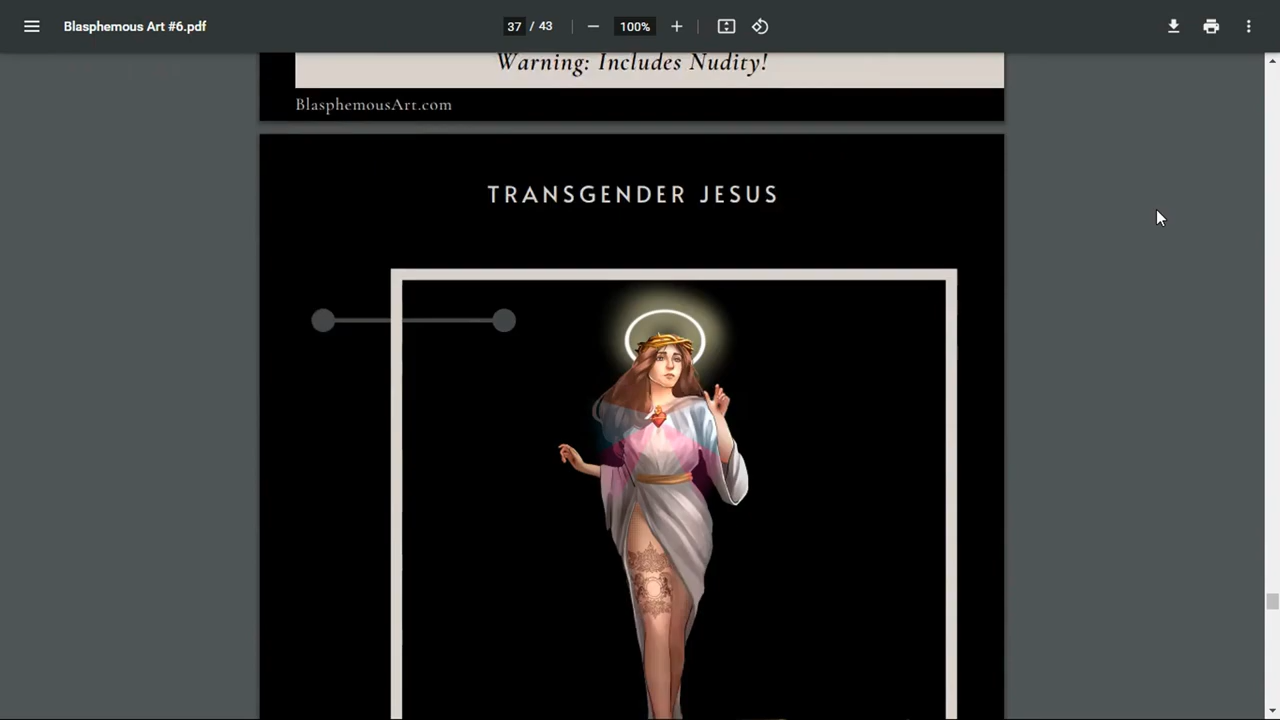 Blasphemous Art #6.pdf
37 / 43
100%
Warning: Includes Nudity!
BlasphemousArt.com
TRANSGENDER JESUS